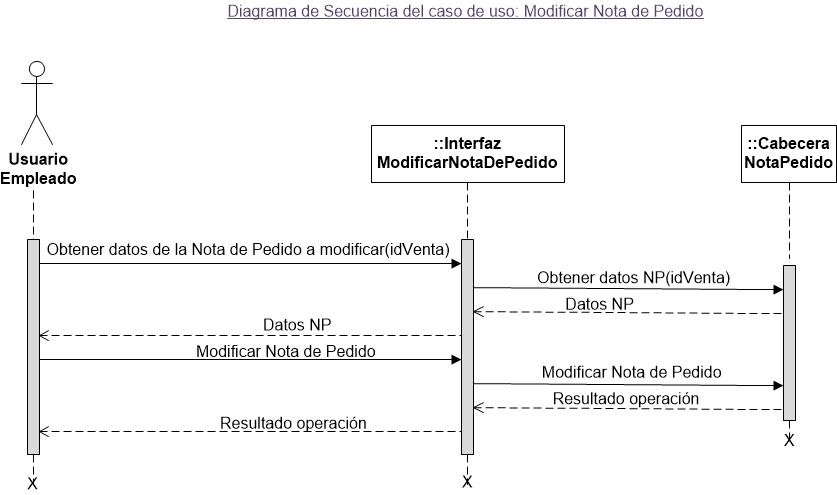 Diagrama de Secuencia del caso de uso: Modificar Nota de Pedido
Usuario
Empleado
::Interfaz
ModificarNotaDePedido
::Cabecera
NotaPedido
Obtener datos de la Nota de Pedido a modificar(idVenta)
Obtener datos NP(idVenta)
Datos NP
Datos NP
Modificar Nota de Pedido
Modificar Nota de Pedido
Resultado operación
Resultado operación
X
X
X